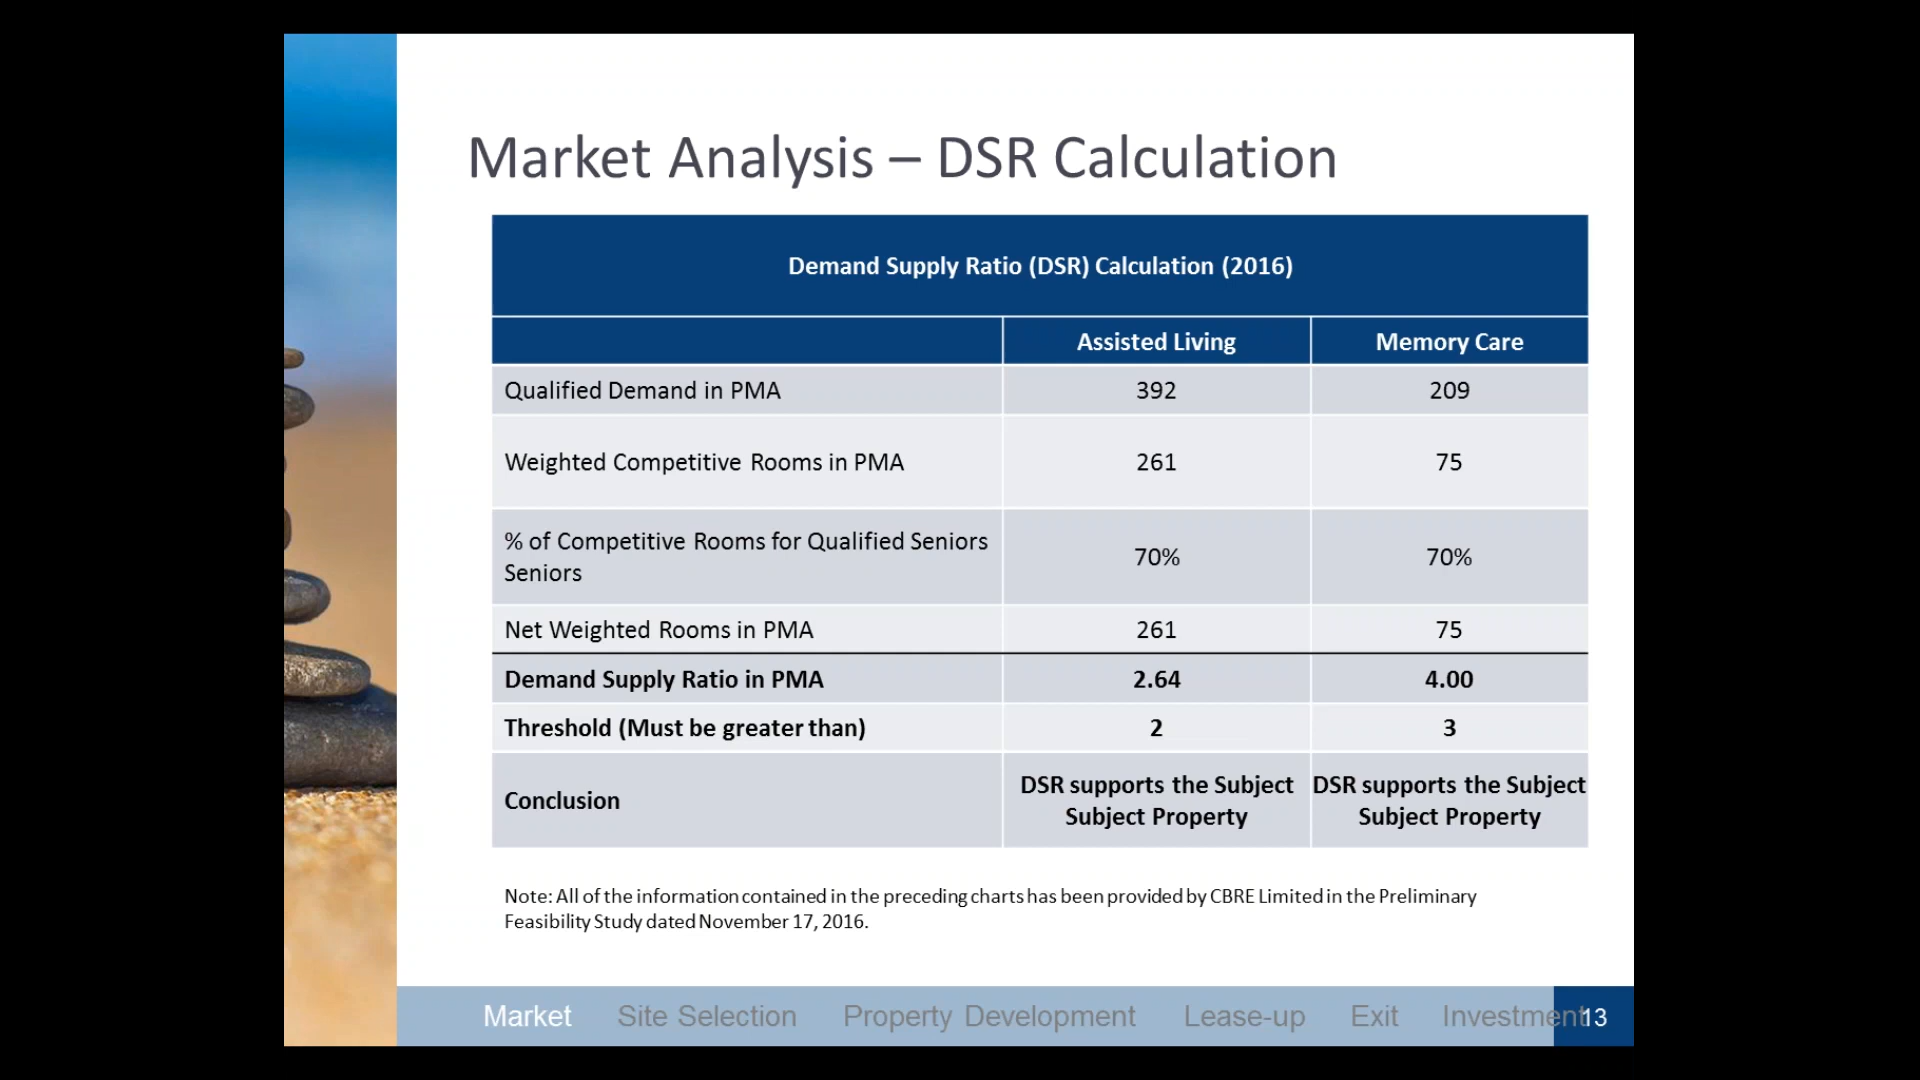 Market Analysis – DSR Calculation
Demand Supply Ratio (DSR) Calculation (2016)
Assisted Living Memory Care
Qualified Demand in PMA 392 209
Weighted Competitive Rooms in PMA 261 75
% of Competitive Rooms for Qualified Seniors
Seniors 70% 70%
Net Weighted Rooms in PMA 261 75
Demand Supply Ratio in PMA 2.64 4.00
Threshold (Must be greater than) 2 3
Conclusion
DSR supports the Subject
Subject Property
DSR supports the Subject
Subject Property
Note: All of the information contained in the preceding charts has been provided by CBRE Limited in the Preliminary
Feasibility Study dated November 17, 2016.
Market Site Selection Property Development Lease-up Exit Investment 13